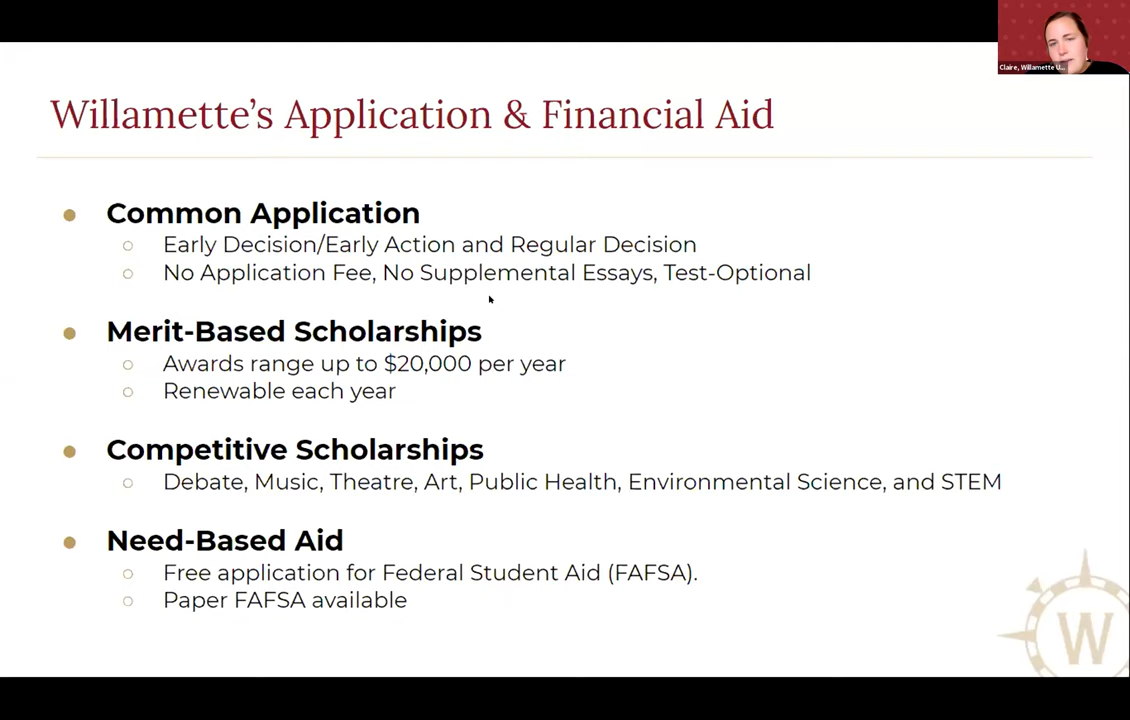 Claire, Willamette U...
Willamette's Application & Financial Aid
Common Application
Early Decision/Early Action and Regular Decision
No Application Fee, No Supplemental Essays, Test-Optional
Merit-Based Scholarships
Awards range up to $20,000 per year
Renewable each year
Competitive Scholarships
Debate, Music, Theatre, Art, Public Health, Environmental Science, and STEM
Need-Based Aid
Free application for Federal Student Aid (FAFSA).
Paper FAFSA available
W